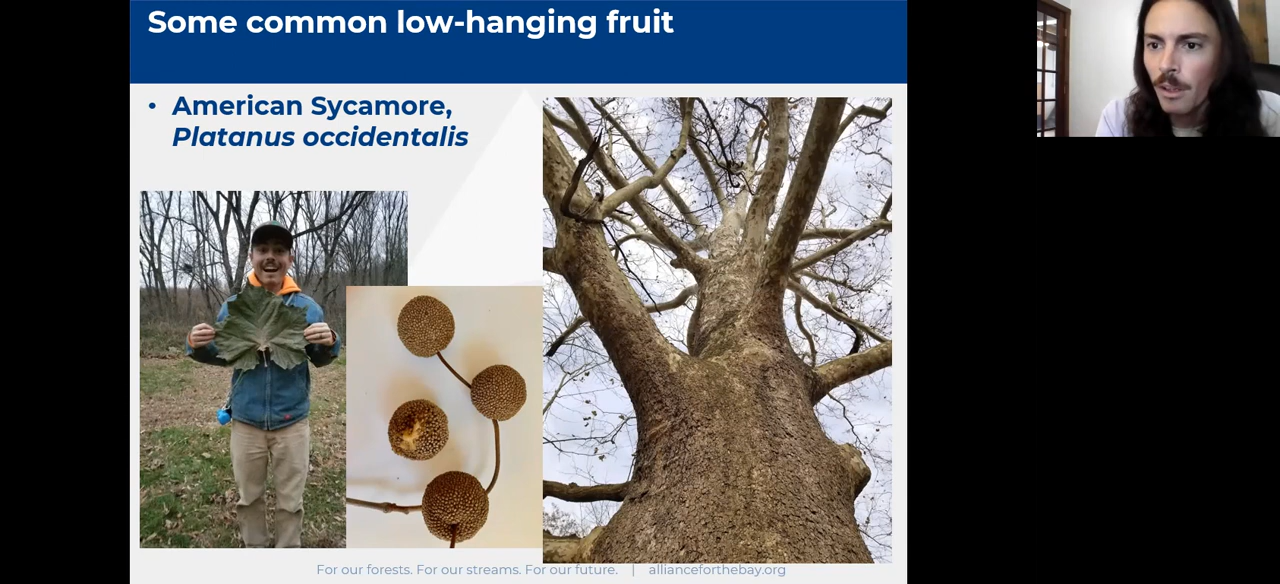 Some common low-hanging fruit
• American Sycamore,
Platanus occidentalis
For our forests. For our streams. For our future. | allianceforthebay.org